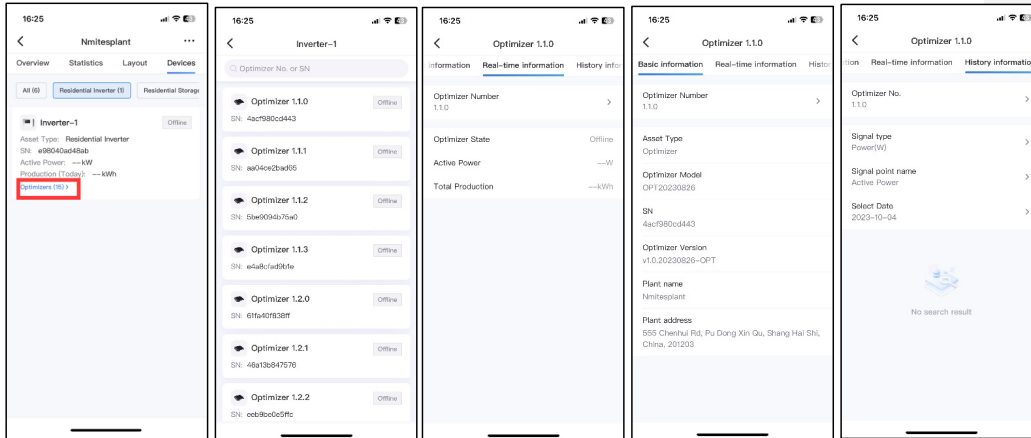 16:25
Nmitesplant
Overview Statistics Layout Devices
All (6) Residential Inverter (1) Residential Storage
Inverter-1 Offline
Asset Type: Residential Inverter
SN: e98040ad48ab
Active Power: --kW
Production (Today): --kWh
Optimizers (15) >
16:25
Inverter-1
Optimizer No. or SN
Optimizer 1.1.0 Offline
SN: 4acf980cd443
Optimizer 1.1.1 Offline
SN: aa04ce2bad65
Optimizer 1.1.2 Offline
SN: 5be9094b75a0
Optimizer 1.1.3 Offline
SN: e4a8cfad9bfe
Optimizer 1.2.0 Offline
SN: 61fa40f838ff
Optimizer 1.2.1 Offline
SN: 46a13b847576
Optimizer 1.2.2 Offline
SN: eeb9be0e5ffc
16:25
Optimizer 1.1.0
information Real-time information History infor
Optimizer Number
1.1.0
Optimizer State Offline
Active Power --W
Total Production --kWh
16:25
Optimizer 1.1.0
Basic information Real-time information Histor
Optimizer Number
1.1.0
Asset Type
Optimizer
Optimizer Model
OPT20230826
SN
4acf980cd443
Optimizer Version
v1.0.20230826-OPT
Plant name
Nmitesplant
Plant address
555 Chenhui Rd, Pu Dong Xin Qu, Shang Hai Shi,
China, 201203
16:25
Optimizer 1.1.0
tion Real-time information History informatio
Optimizer No.
1.1.0
Signal type
Power(W)
Signal point name
Active Power
Select Date
2023-10-04
No search result